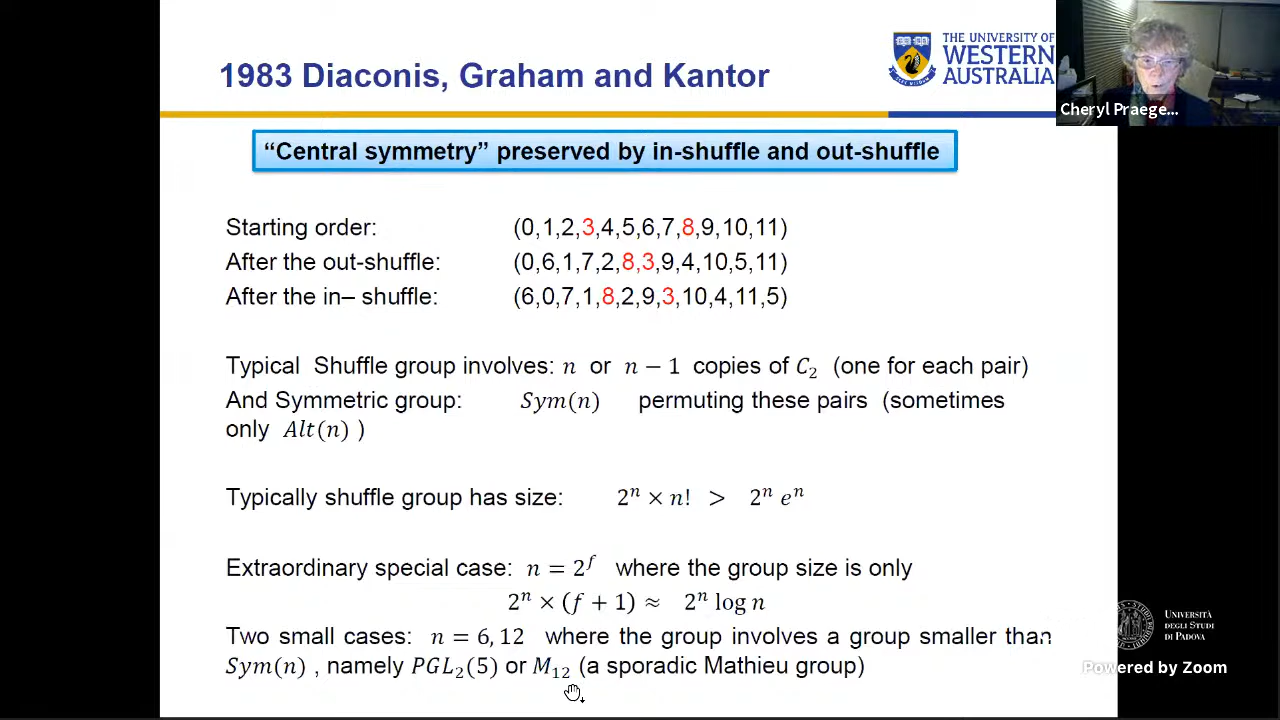 1983 Diaconis, Graham and Kantor
THE UNIVERSITY OF
WESTERN
AUSTRALIA
Cheryl Praege...
“Central symmetry” preserved by in-shuffle and out-shuffle
Starting order: (0,1,2,3,4,5,6,7,8,9,10,11)
After the out-shuffle: (0,6,1,7,2,8,3,9,4,10,5,11)
After the in– shuffle: (6,0,7,1,8,2,9,3,10,4,11,5)
Typical Shuffle group involves: n or n − 1 copies of C₂ (one for each pair)
And Symmetric group: Sym(n) permuting these pairs (sometimes
only Alt(n) )
Typically shuffle group has size: 2ⁿ × n! > 2ⁿ eⁿ
Extraordinary special case: n = 2ᶠ where the group size is only
2ⁿ × (f + 1) ≈ 2ⁿ log n
Two small cases: n = 6, 12 where the group involves a group smaller than
Sym(n) , namely PGL₂(5) or M₁₂ (a sporadic Mathieu group)
UNIVERSITÀ
DEGLI STUDI
DI PADOVA
Powered by Zoom